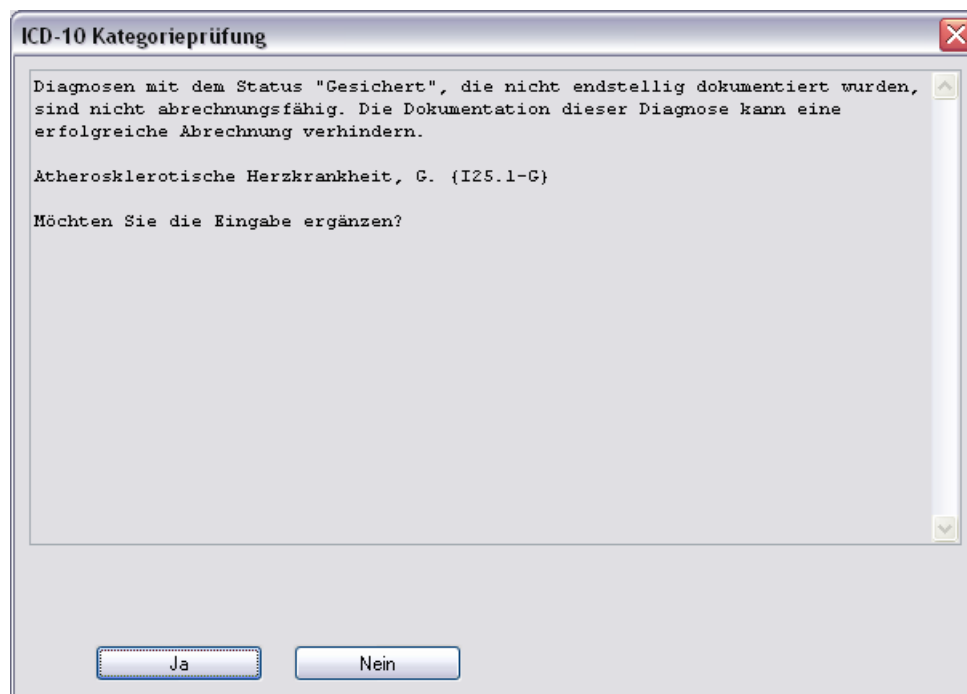 ICD-10 Kategorieprüfung
Diagnosen mit dem Status "Gesichert", die nicht endstellig dokumentiert wurden,
sind nicht abrechnungsfähig. Die Dokumentation dieser Diagnose kann eine
erfolgreiche Abrechnung verhindern.
Atherosklerotische Herzkrankheit, G. {I25.1-G}
Möchten Sie die Eingabe ergänzen?
Ja
Nein